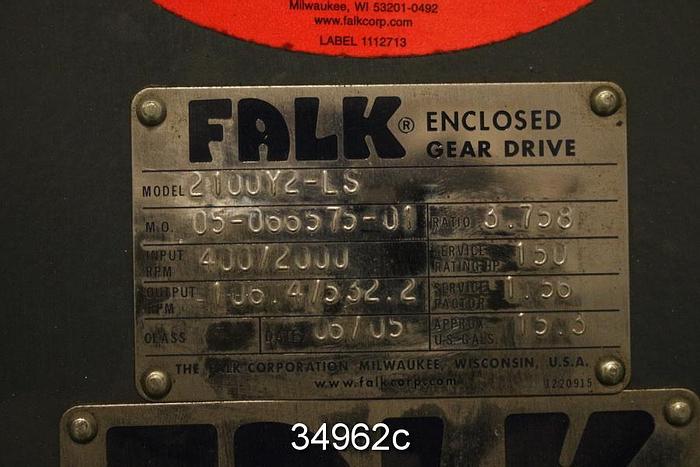 Milwaukee, WI 53201-0492
www.falkcorp.com
LABEL 1112713
FALK® ENCLOSED
GEAR DRIVE
MODEL 2100Y2-LS
M.O. 05-066575-01 RATIO 3.758
INPUT RPM 400/2000 SERVICE RATING HP 150
OUTPUT RPM 106.4/532.2 SERVICE FACTOR 1.56
CLASS DATE 06/05 APPROX U.S. GALS. 15.3
THE FALK CORPORATION MILWAUKEE, WISCONSIN, U.S.A.
www.falkcorp.com 1220915
FALK
34962c